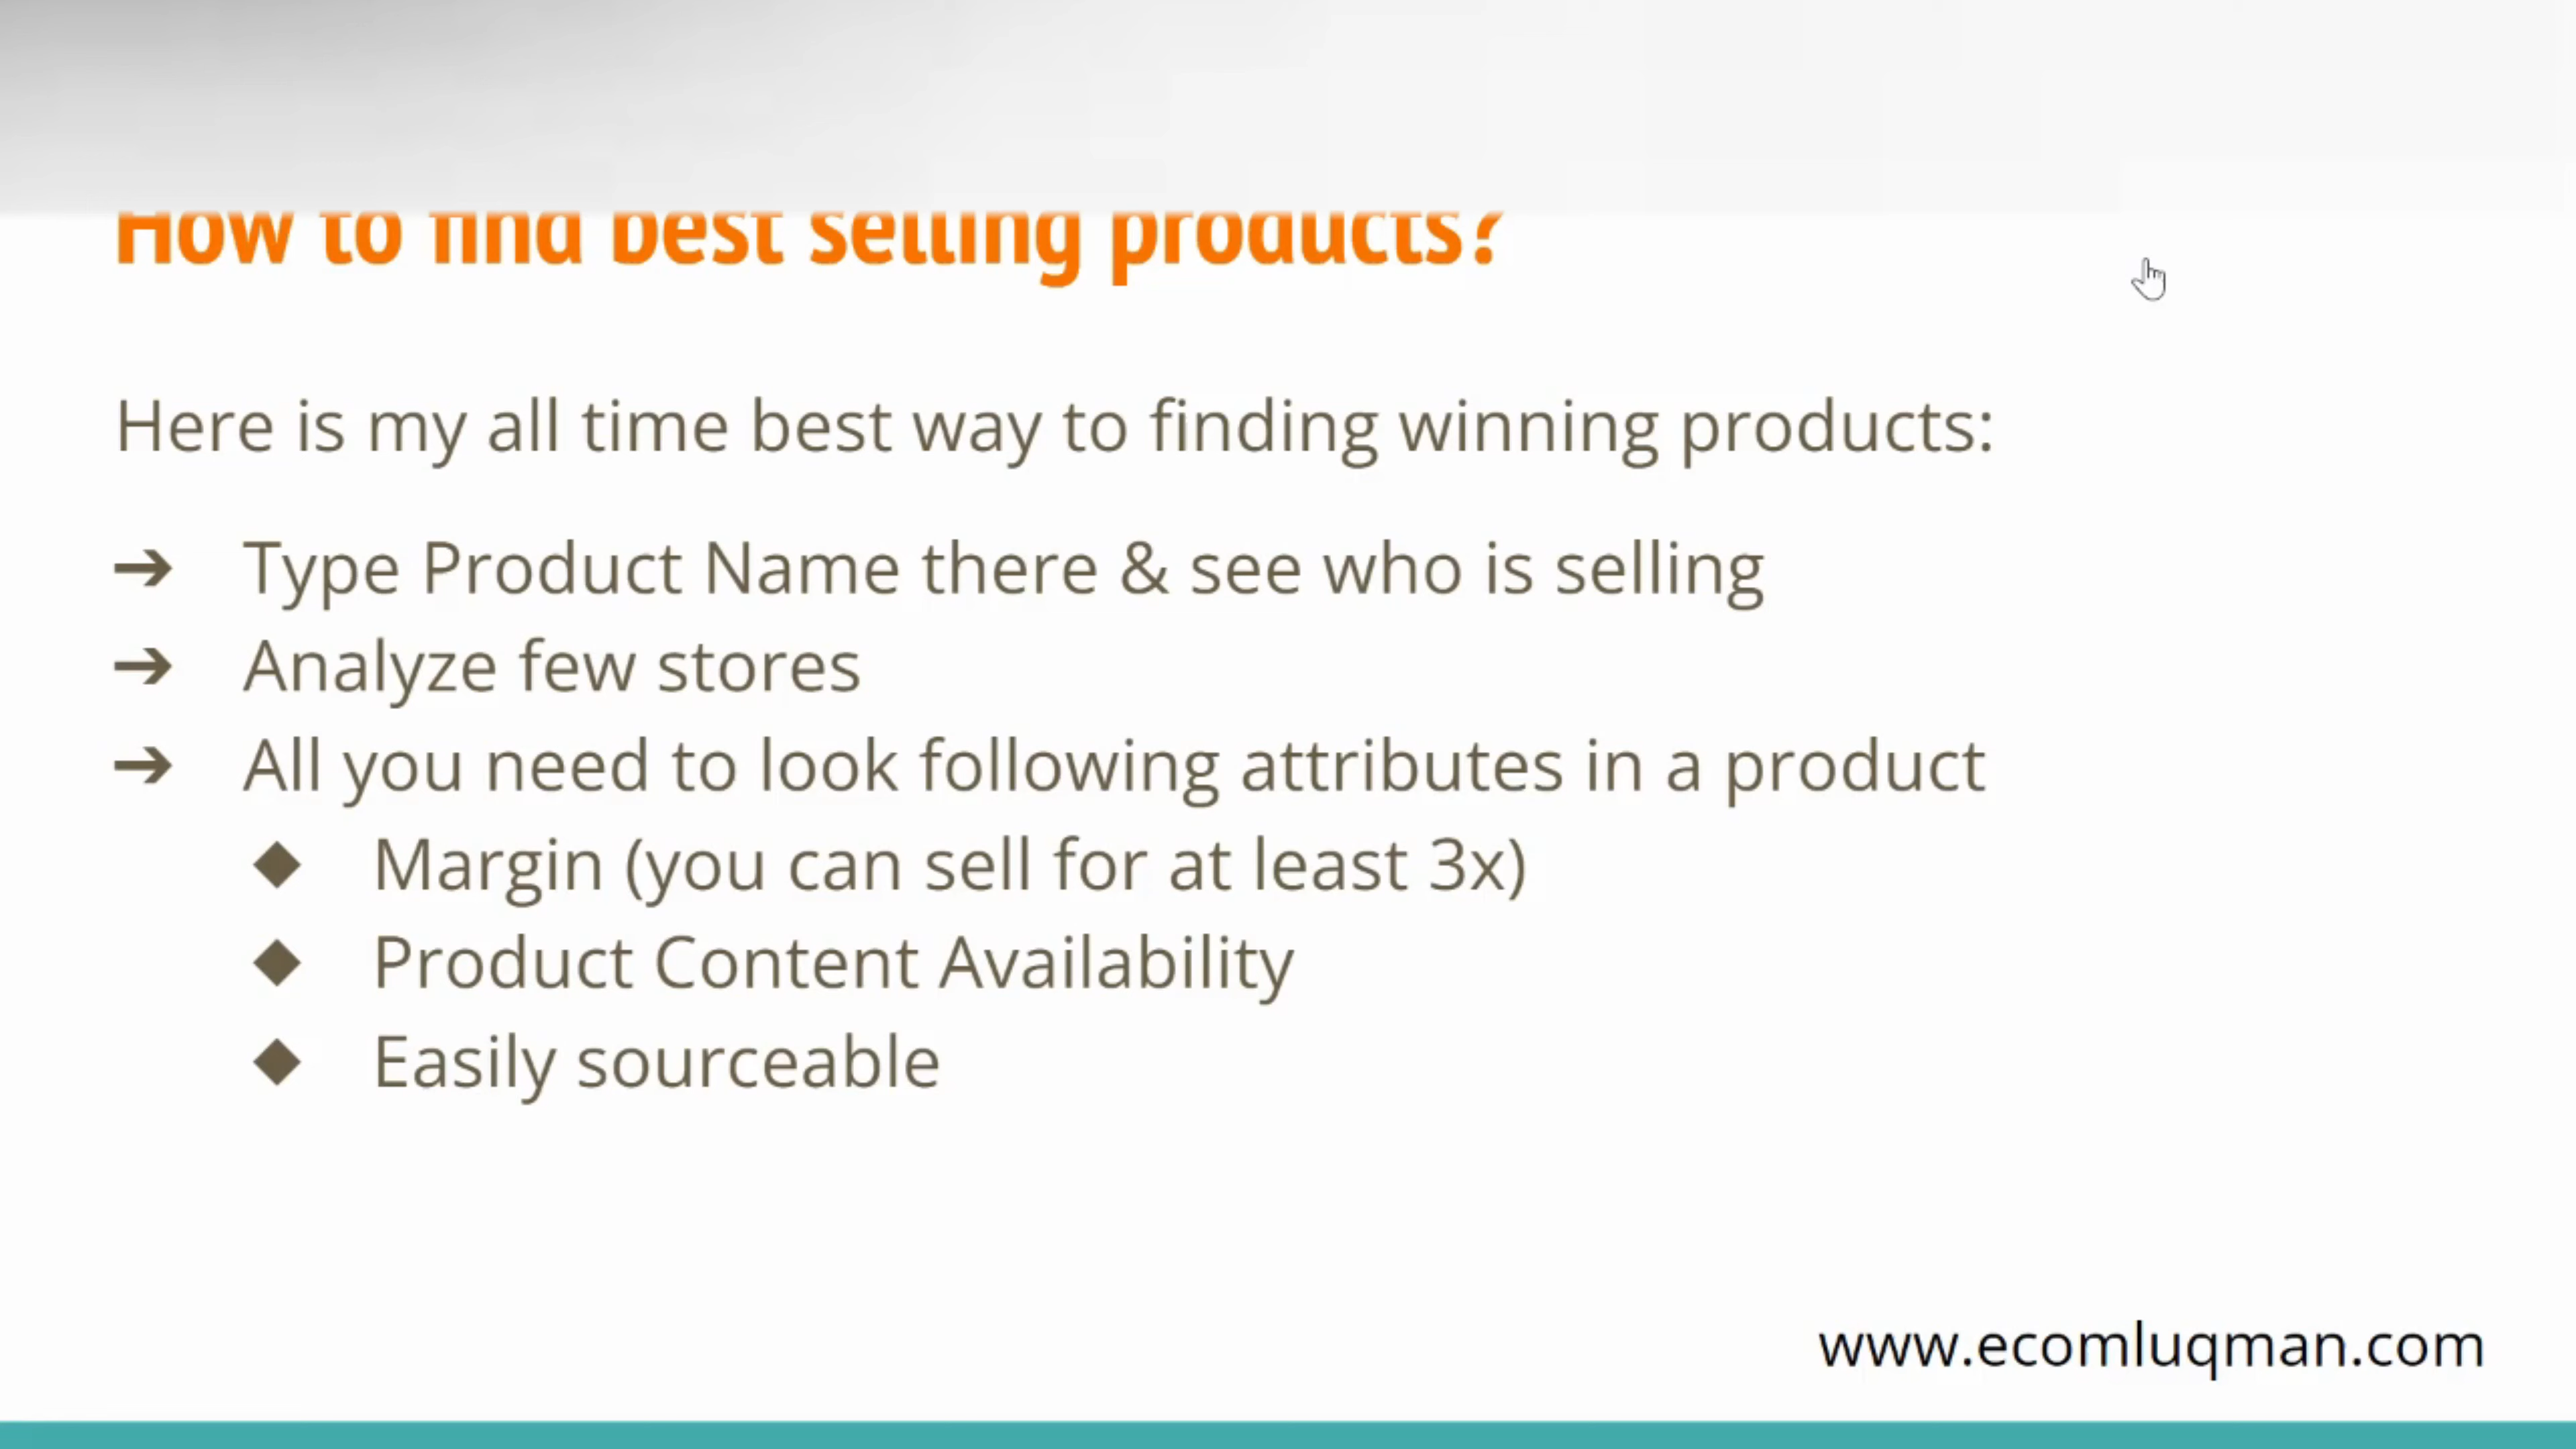 How to find best selling products?
Here is my all time best way to finding winning products:
➔ Type Product Name there & see who is selling
➔ Analyze few stores
➔ All you need to look following attributes in a product
◆ Margin (you can sell for at least 3x)
◆ Product Content Availability
◆ Easily sourceable
www.ecomluqman.com